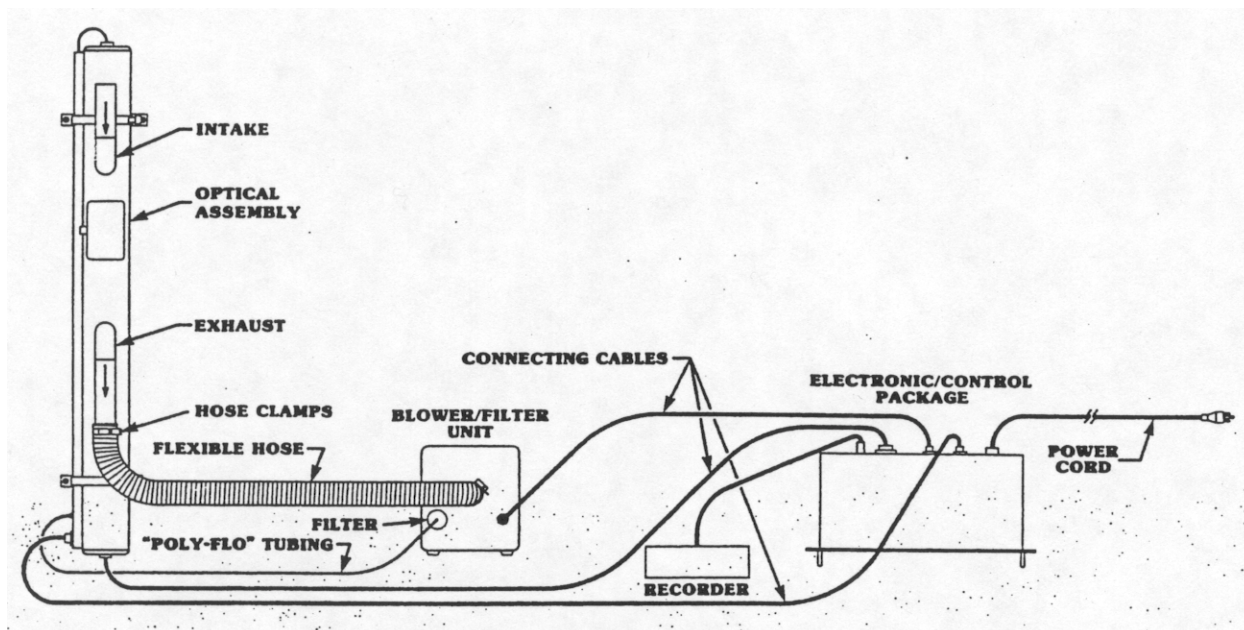 INTAKE
OPTICAL
ASSEMBLY
EXHAUST
HOSE CLAMPS
FLEXIBLE HOSE
BLOWER/FILTER
UNIT
FILTER
"POLY-FLO" TUBING
CONNECTING CABLES
ELECTRONIC/CONTROL
PACKAGE
POWER
CORD
RECORDER